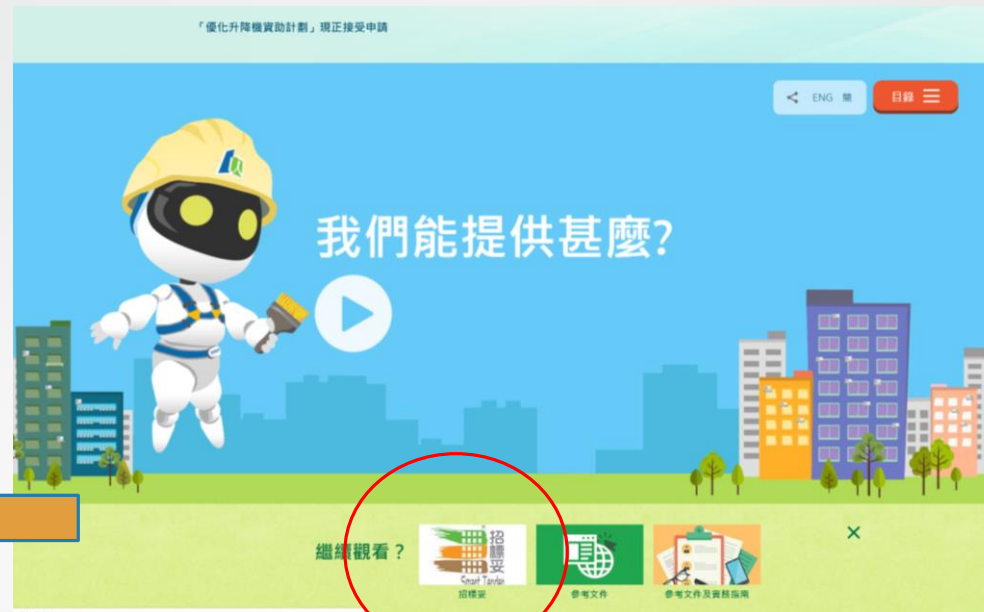 「優化升降機資助計劃」現正接受申請
ENG 簡
目錄
我們能提供甚麼?
繼續觀看？
招標妥
Smart Tender
招標妥
參考文件
參考文件及實務指南